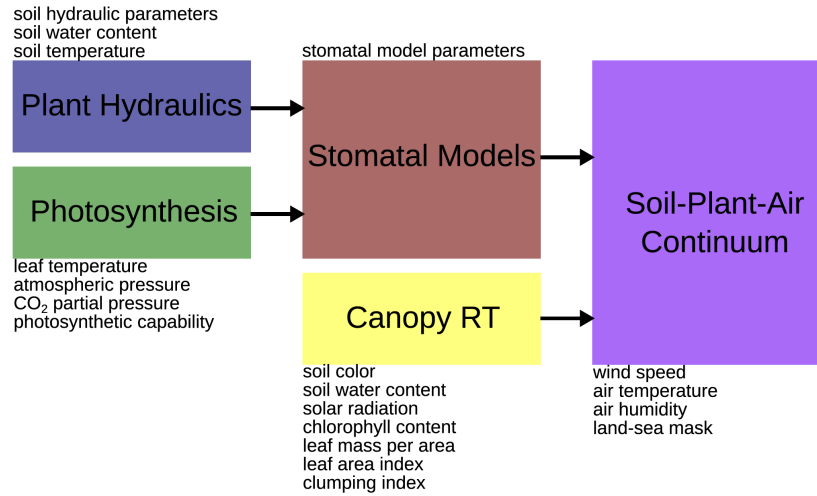 soil hydraulic parameters
soil water content
soil temperature
Plant Hydraulics
Photosynthesis
leaf temperature
atmospheric pressure
CO₂ partial pressure
photosynthetic capability
stomatal model parameters
Stomatal Models
Canopy RT
soil color
soil water content
solar radiation
chlorophyll content
leaf mass per area
leaf area index
clumping index
Soil-Plant-Air
Continuum
wind speed
air temperature
air humidity
land-sea mask